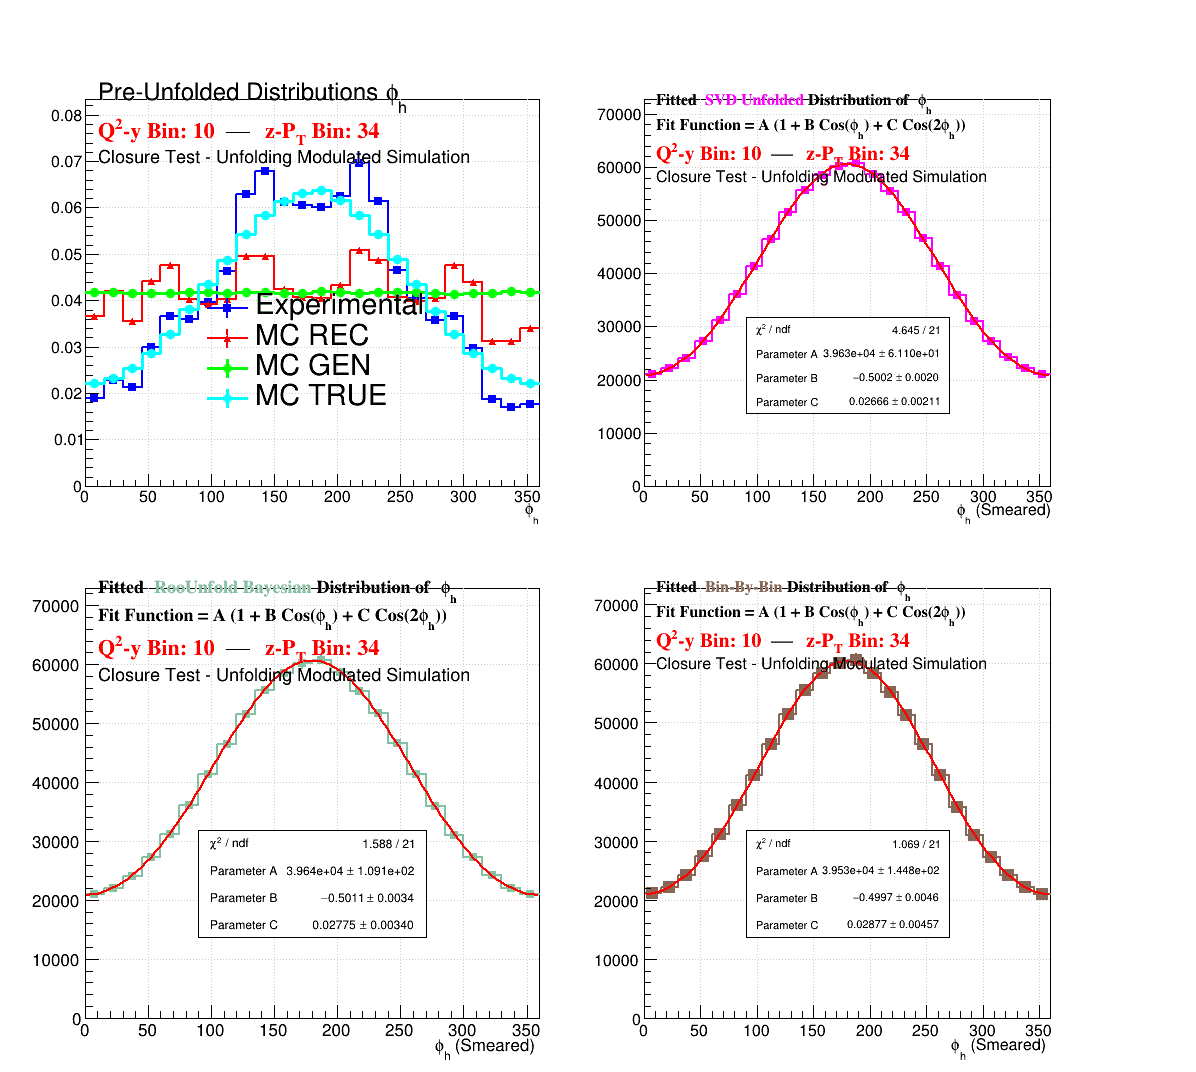 Pre-Unfolded Distributions ϕh
Q²-y Bin: 10 — z-PT Bin: 34
Closure Test - Unfolding Modulated Simulation
0.08
0.07
0.06
0.05
0.04
0.03
0.02
0.01
0
Experimental
MC REC
MC GEN
MC TRUE
0 50 100 150 200 250 300 350
ϕh
Fitted SVD Unfolded Distribution of ϕh
Fit Function = A (1 + B Cos(ϕh) + C Cos(2ϕh))
Q²-y Bin: 10 — z-PT Bin: 34
Closure Test - Unfolding Modulated Simulation
70000
60000
50000
40000
30000
20000
10000
0
χ² / ndf 4.645 / 21
Parameter A 3.963e+04 ± 6.110e+01
Parameter B −0.5002 ± 0.0020
Parameter C 0.02666 ± 0.00211
0 50 100 150 200 250 300 350
ϕh (Smeared)
Fitted RooUnfold Bayesian Distribution of ϕh
Fit Function = A (1 + B Cos(ϕh) + C Cos(2ϕh))
Q²-y Bin: 10 — z-PT Bin: 34
Closure Test - Unfolding Modulated Simulation
70000
60000
50000
40000
30000
20000
10000
0
χ² / ndf 1.588 / 21
Parameter A 3.964e+04 ± 1.091e+02
Parameter B −0.5011 ± 0.0034
Parameter C 0.02775 ± 0.00340
0 50 100 150 200 250 300 350
ϕh (Smeared)
Fitted Bin-By-Bin Distribution of ϕh
Fit Function = A (1 + B Cos(ϕh) + C Cos(2ϕh))
Q²-y Bin: 10 — z-PT Bin: 34
Closure Test - Unfolding Modulated Simulation
70000
60000
50000
40000
30000
20000
10000
0
χ² / ndf 1.069 / 21
Parameter A 3.953e+04 ± 1.448e+02
Parameter B −0.4997 ± 0.0046
Parameter C 0.02877 ± 0.00457
0 50 100 150 200 250 300 350
ϕh (Smeared)